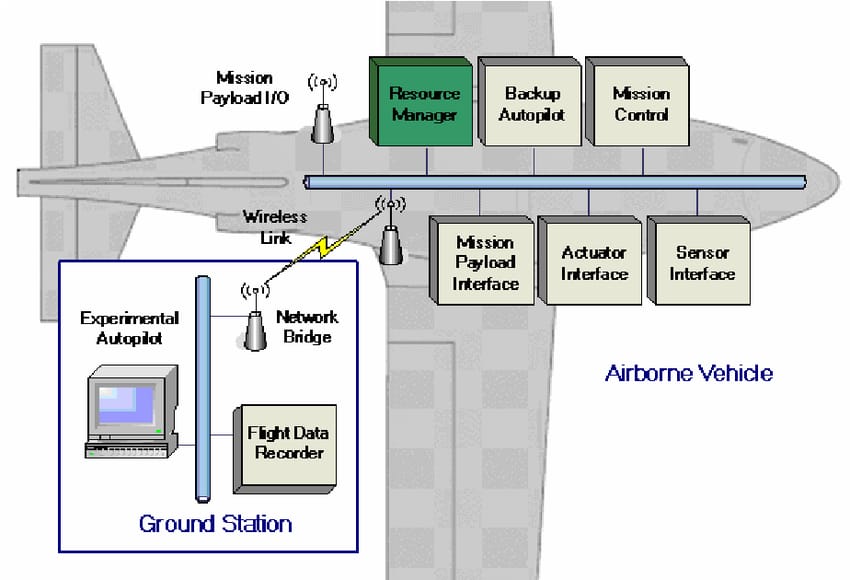 Mission
Payload I/O
Resource
Manager
Backup
Autopilot
Mission
Control
Wireless
Link
Mission
Payload
Interface
Actuator
Interface
Sensor
Interface
Experimental
Autopilot
Network
Bridge
Airborne Vehicle
Flight Data
Recorder
Ground Station